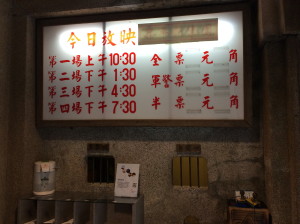 今日放映
第一場上午10:30 全票元角
第二場下午1:30 軍警票元角
第三場下午4:30 半票元角
第四場下午7:30